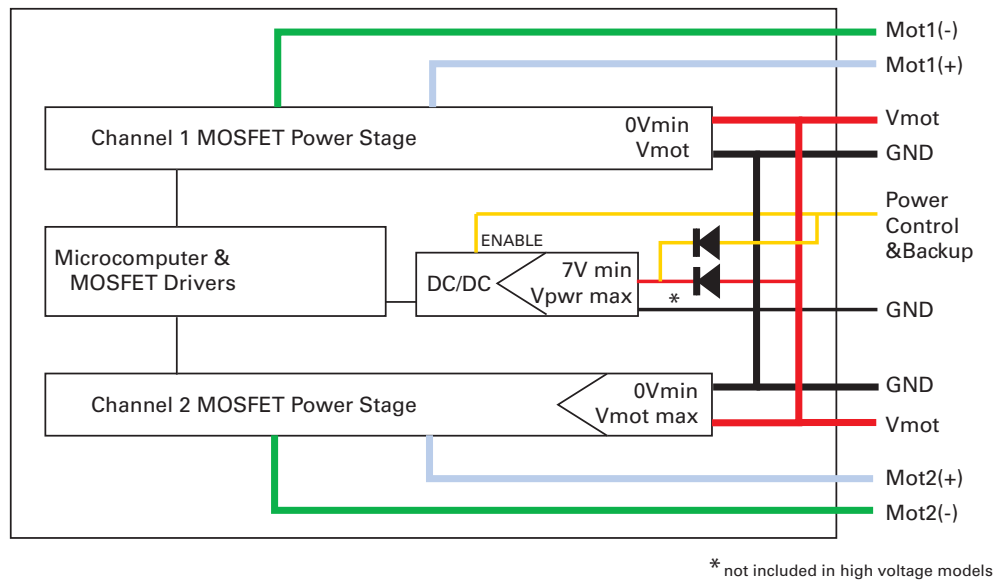 Mot1(-)
Mot1(+)
Channel 1 MOSFET Power Stage
0Vmin
Vmot
Vmot
GND
Power
Control
&Backup
ENABLE
Microcomputer &
MOSFET Drivers
DC/DC
7V min
Vpwr max
*
GND
Channel 2 MOSFET Power Stage
0Vmin
Vmot max
GND
Vmot
Mot2(+)
Mot2(-)
* not included in high voltage models